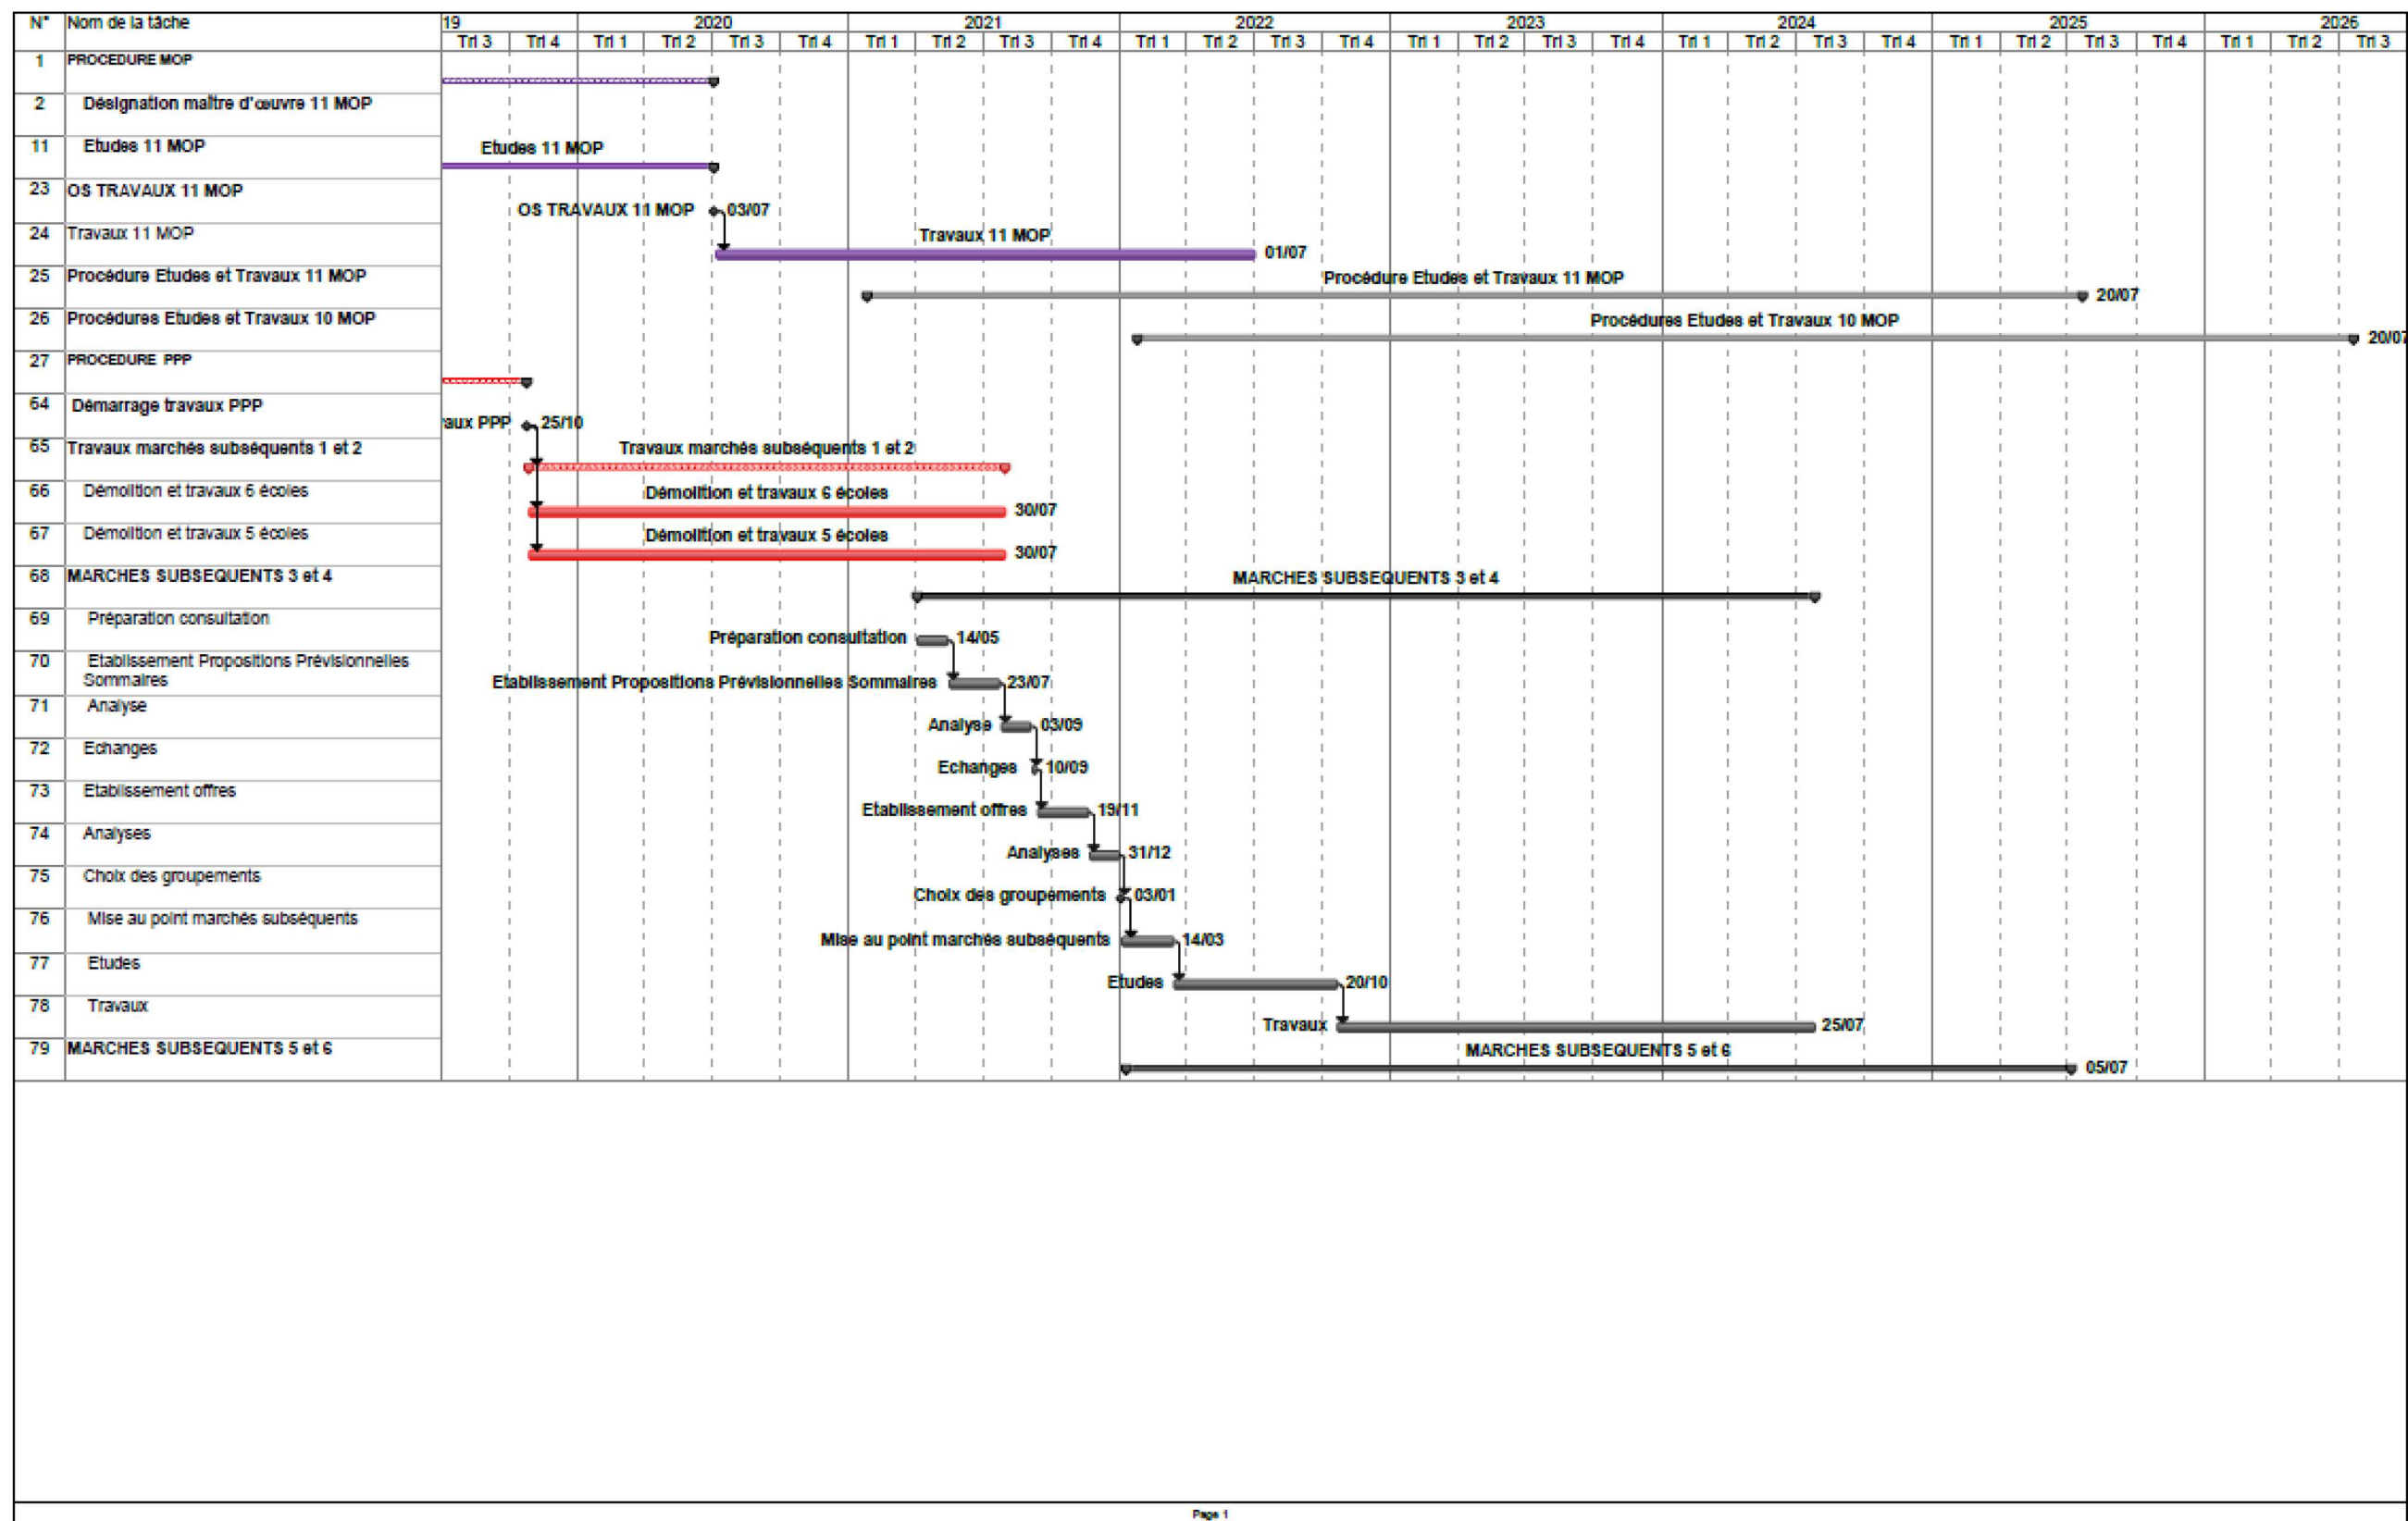 N° Nom de la tâche 19 2020 2021 2022 2023 2024 2025 2026
Tri 3 Tri 4 Tri 1 Tri 2 Tri 3 Tri 4 Tri 1 Tri 2 Tri 3 Tri 4 Tri 1 Tri 2 Tri 3 Tri 4 Tri 1 Tri 2 Tri 3 Tri 4 Tri 1 Tri 2 Tri 3 Tri 4 Tri 1 Tri 2 Tri 3 Tri 4 Tri 1 Tri 2 Tri 3
1 PROCEDURE MOP
2 Désignation maître d'œuvre 11 MOP
11 Etudes 11 MOP
Etudes 11 MOP
23 OS TRAVAUX 11 MOP
OS TRAVAUX 11 MOP 03/07
24 Travaux 11 MOP
Travaux 11 MOP
01/07
25 Procédure Etudes et Travaux 11 MOP
Procédure Etudes et Travaux 11 MOP
20/07
26 Procédures Etudes et Travaux 10 MOP
Procédures Etudes et Travaux 10 MOP
20/07
27 PROCEDURE PPP
64 Démarrage travaux PPP
aux PPP 25/10
65 Travaux marchés subséquents 1 et 2
Travaux marchés subséquents 1 et 2
66 Démolition et travaux 6 écoles
Démolition et travaux 6 écoles
30/07
67 Démolition et travaux 5 écoles
Démolition et travaux 5 écoles
30/07
68 MARCHES SUBSEQUENTS 3 et 4
MARCHES SUBSEQUENTS 3 et 4
69 Préparation consultation
Préparation consultation 14/05
70 Etablissement Propositions Prévisionnelles
Sommaires
Etablissement Propositions Prévisionnelles Sommaires 23/07
71 Analyse
Analyse 03/09
72 Echanges
Echanges 10/09
73 Etablissement offres
Etablissement offres 19/11
74 Analyses
Analyses 31/12
75 Choix des groupements
Choix des groupements 03/01
76 Mise au point marchés subséquents
Mise au point marchés subséquents 14/03
77 Etudes
Etudes 20/10
78 Travaux
Travaux 25/07
79 MARCHES SUBSEQUENTS 5 et 6
MARCHES SUBSEQUENTS 5 et 6
05/07
Page 1